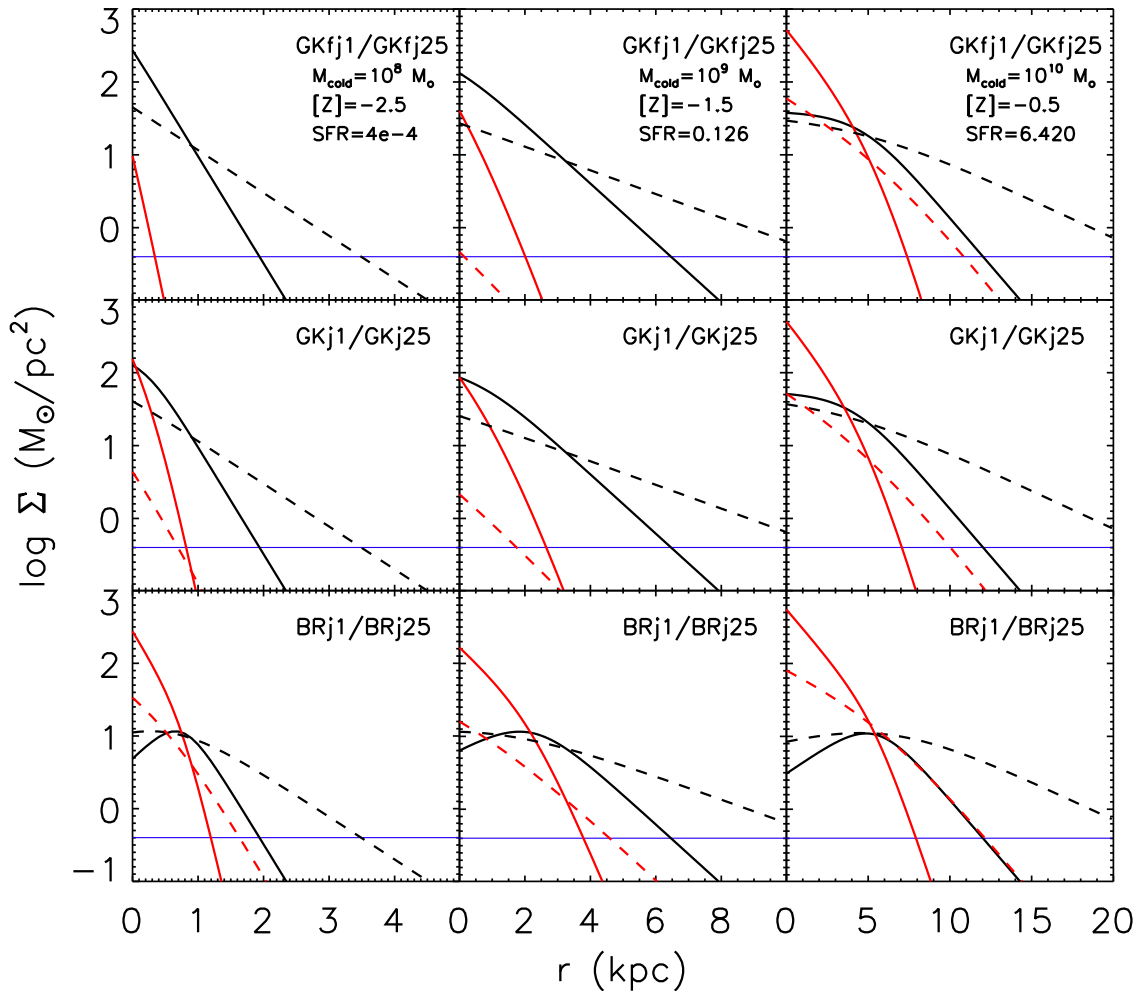 3
2
1
0
GKfj1/GKfj25
M_cold=10^8 M_o
[Z]=−2.5
SFR=4e−4
GKfj1/GKfj25
M_cold=10^9 M_o
[Z]=−1.5
SFR=0.126
GKfj1/GKfj25
M_cold=10^10 M_o
[Z]=−0.5
SFR=6.420
3
2
1
0
GKj1/GKj25
GKj1/GKj25
GKj1/GKj25
log Σ (M_⊙/pc^2)
3
2
1
0
−1
BRj1/BRj25
BRj1/BRj25
BRj1/BRj25
0 1 2 3 4 0 2 4 6 8 0 5 10 15 20
r (kpc)